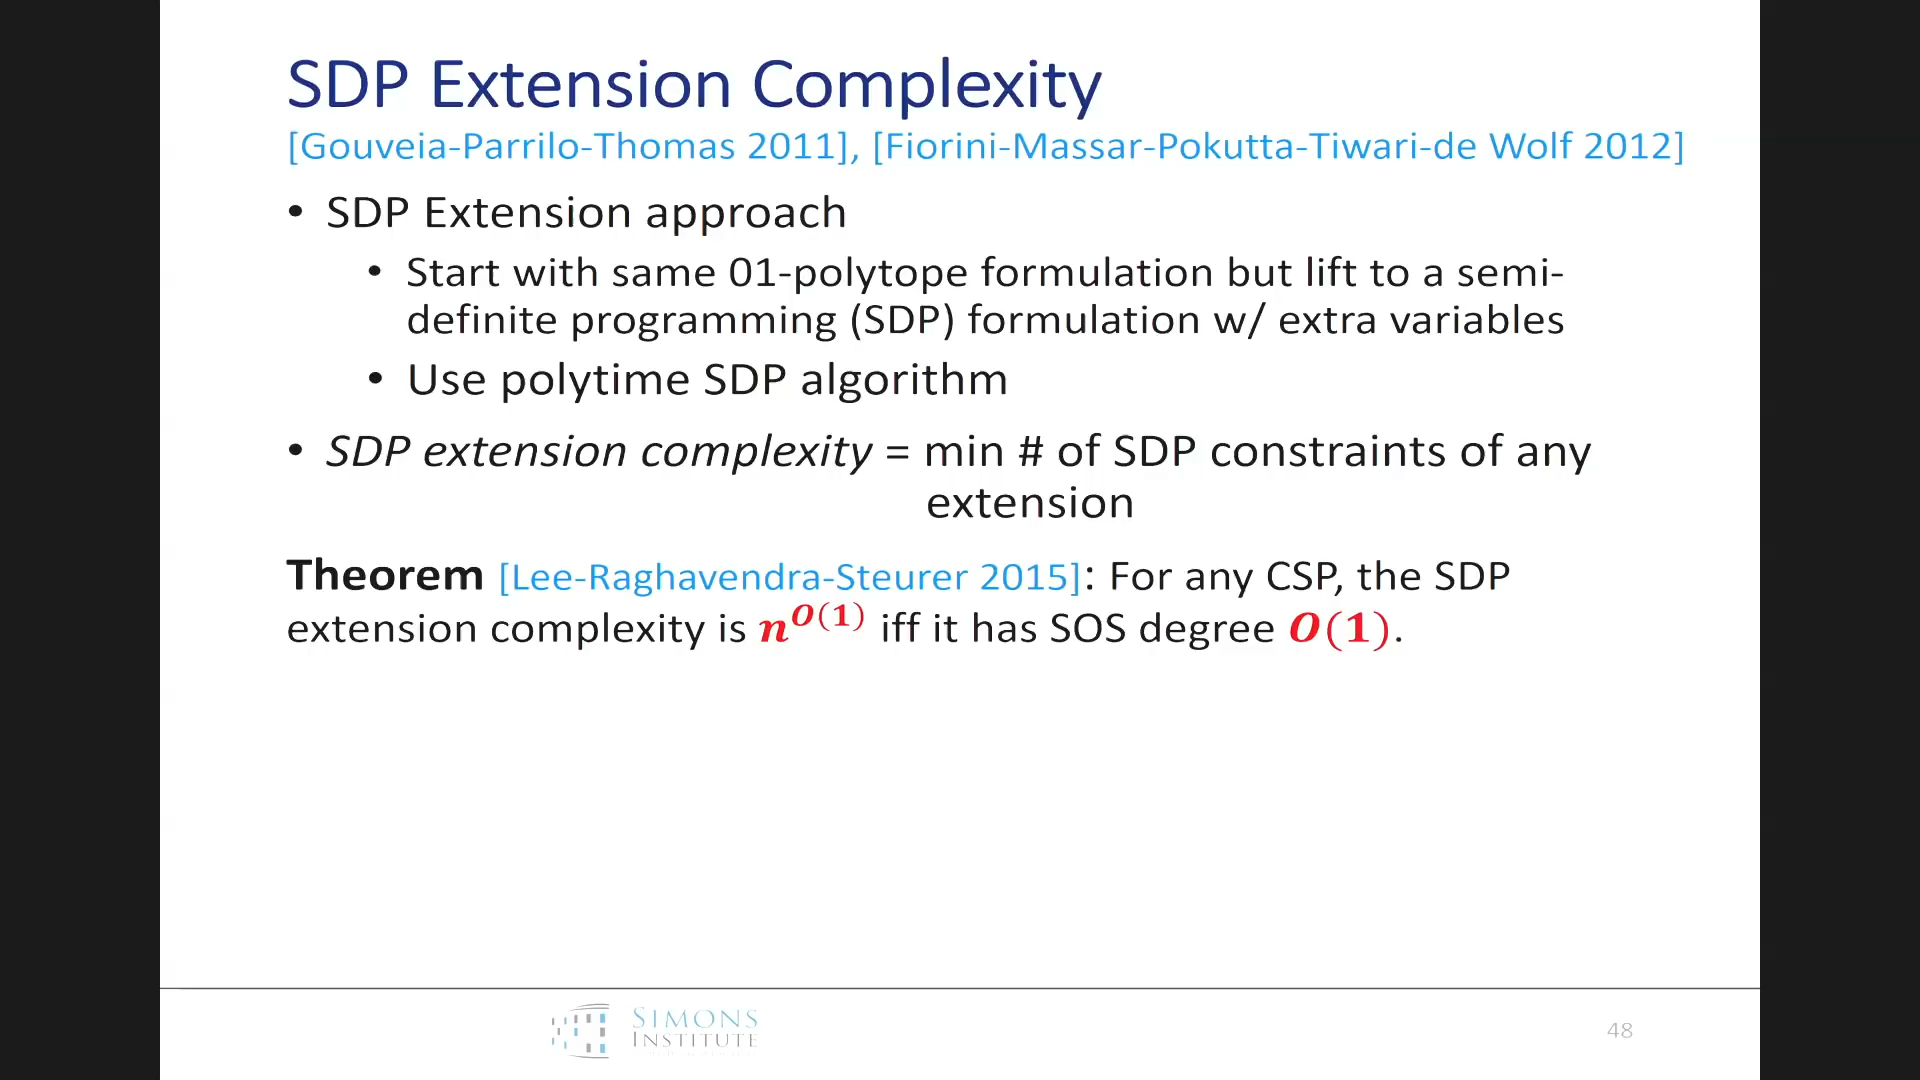 SDP Extension Complexity
[Gouveia-Parrilo-Thomas 2011], [Fiorini-Massar-Pokutta-Tiwari-de Wolf 2012]
• SDP Extension approach
• Start with same 01-polytope formulation but lift to a semi-
definite programming (SDP) formulation w/ extra variables
• Use polytime SDP algorithm
• SDP extension complexity = min # of SDP constraints of any
extension
Theorem [Lee-Raghavendra-Steurer 2015]: For any CSP, the SDP
extension complexity is n^{O(1)} iff it has SOS degree O(1).
SIMONS
INSTITUTE
48